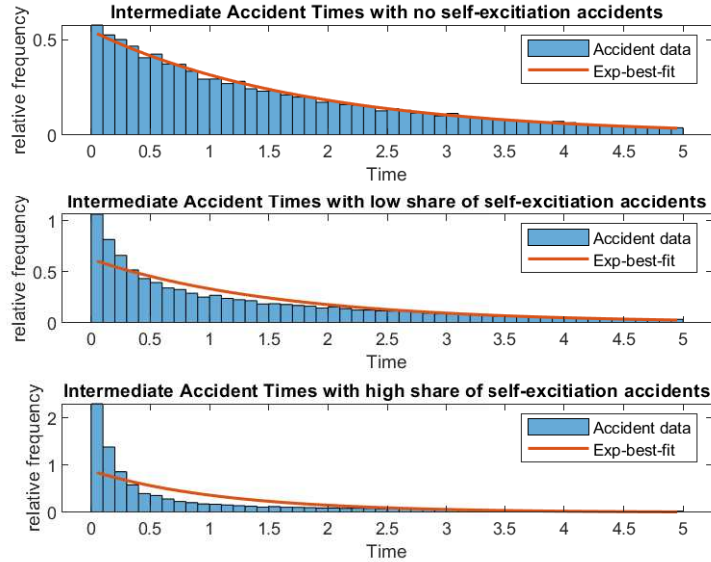 Intermediate Accident Times with no self-excitiation accidents
relative frequency
0.5
0
Accident data
Exp-best-fit
0 0.5 1 1.5 2 2.5 3 3.5 4 4.5 5
Time
Intermediate Accident Times with low share of self-excitiation accidents
relative frequency
1
0.5
0
Accident data
Exp-best-fit
0 0.5 1 1.5 2 2.5 3 3.5 4 4.5 5
Time
Intermediate Accident Times with high share of self-excitiation accidents
relative frequency
2
1
0
Accident data
Exp-best-fit
0 0.5 1 1.5 2 2.5 3 3.5 4 4.5 5
Time